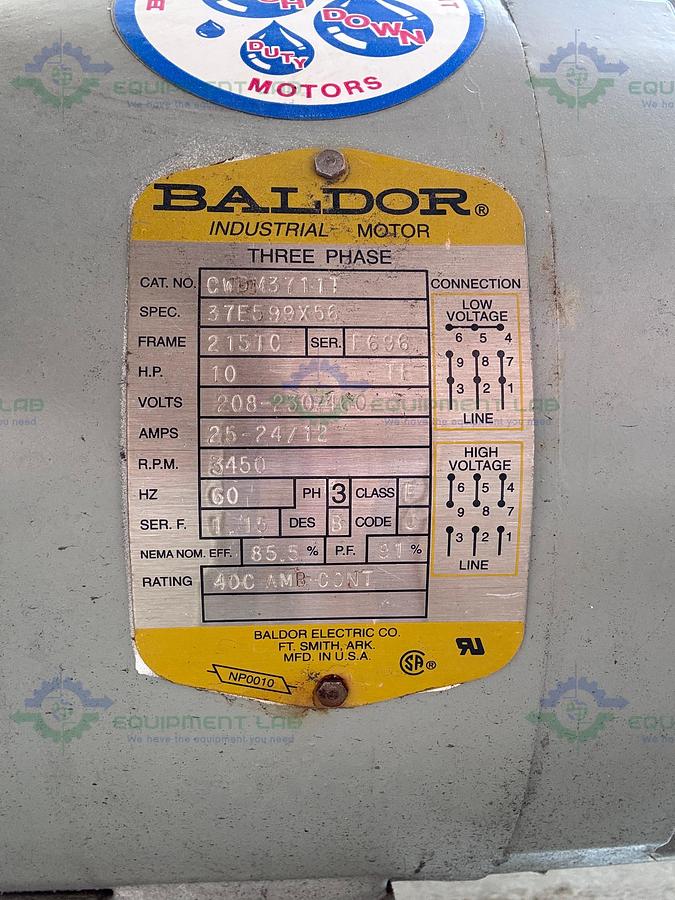 DOWN
DUTY
MOTORS
BALDOR®
INDUSTRIAL MOTOR
THREE PHASE
CAT. NO.
SPEC. 37E599X56
FRAME 215TC SER. F696
H.P. 10
VOLTS 208-230/460
AMPS 25-24/12
R.P.M. 3450
HZ 60 PH 3 CLASS F
SER. F. 1.15 DES B CODE J
NEMA NOM. EFF. 85.5 % P.F. 91 %
RATING 40C AMB-CONT
CONNECTION
LOW
VOLTAGE
6 5 4
9 8 7
3 2 1
LINE
HIGH
VOLTAGE
6 5 4
9 8 7
3 2 1
LINE
BALDOR ELECTRIC CO.
FT. SMITH, ARK.
MFD. IN U.S.A.
NP0010
EQUIPMENT LAB
We have the equipment you need